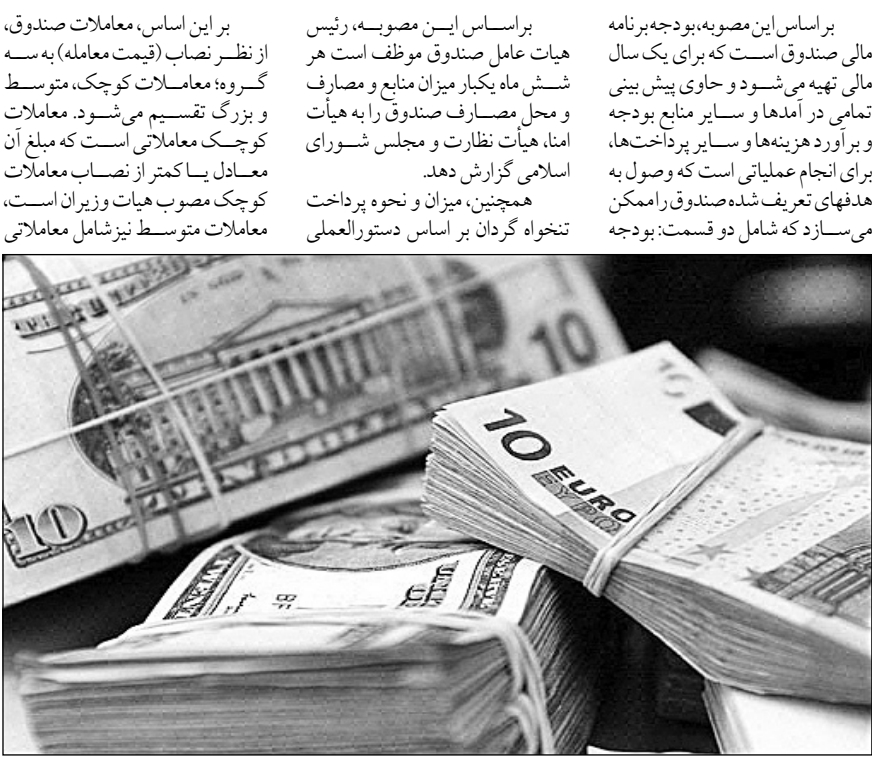 بر اساس این مصوبه، بودجه برنامه
مالی صندوق است که برای یک سال
مالی تهیه می‌شود و حاوی پیش بینی
تمامی در آمدها و سایر منابع بودجه
و برآورد هزینه‌ها و سایر پرداخت‌ها،
برای انجام عملیاتی است که وصول به
هدفهای تعریف شده صندوق را ممکن
می‌سازد که شامل دو قسمت: بودجه
براساس این مصوبه، رئیس
هیات عامل صندوق موظف است هر
شش ماه یکبار میزان منابع و مصارف
و محل مصارف صندوق را به هیأت
امنا، هیأت نظارت و مجلس شورای
اسلامی گزارش دهد.
همچنین، میزان و نحوه پرداخت
تنخواه گردان بر اساس دستورالعملی
بر این اساس، معاملات صندوق،
از نظر نصاب (قیمت معامله) به سه
گروه؛ معاملات کوچک، متوسط
و بزرگ تقسیم می‌شود. معاملات
کوچک معاملاتی است که مبلغ آن
معادل یا کمتر از نصاب معاملات
کوچک مصوب هیات وزیران است،
معاملات متوسط نیز شامل معاملاتی
10
10
10 EURO
ΕΥΡΩ
10
BF